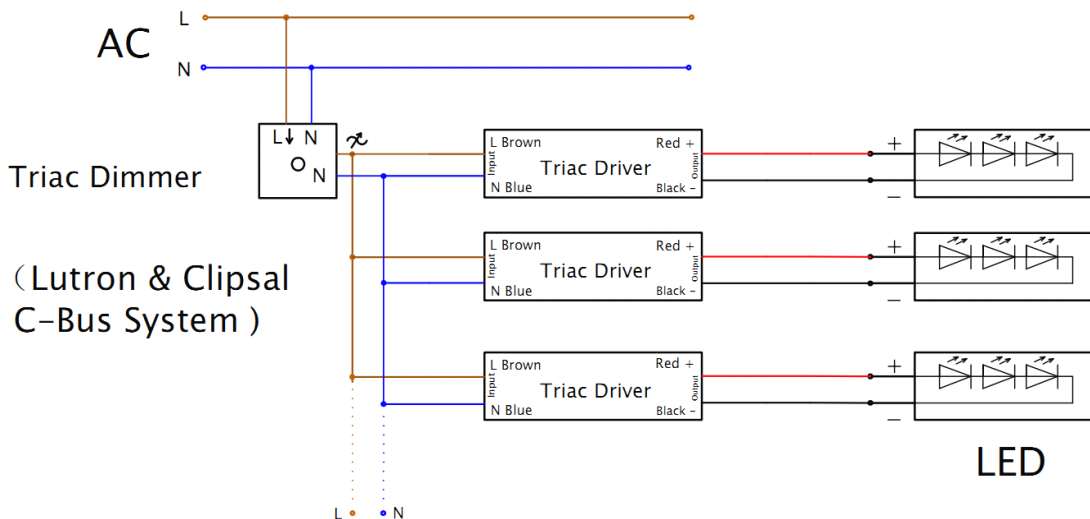 L
AC
N
L N
N
Triac Dimmer
（Lutron & Clipsal
C-Bus System )
L Brown
Input
N Blue
Triac Driver
Red +
Output
Black -
+
-
L Brown
Input
N Blue
Triac Driver
Red +
Output
Black -
+
-
L Brown
Input
N Blue
Triac Driver
Red +
Output
Black -
+
-
LED
L
N